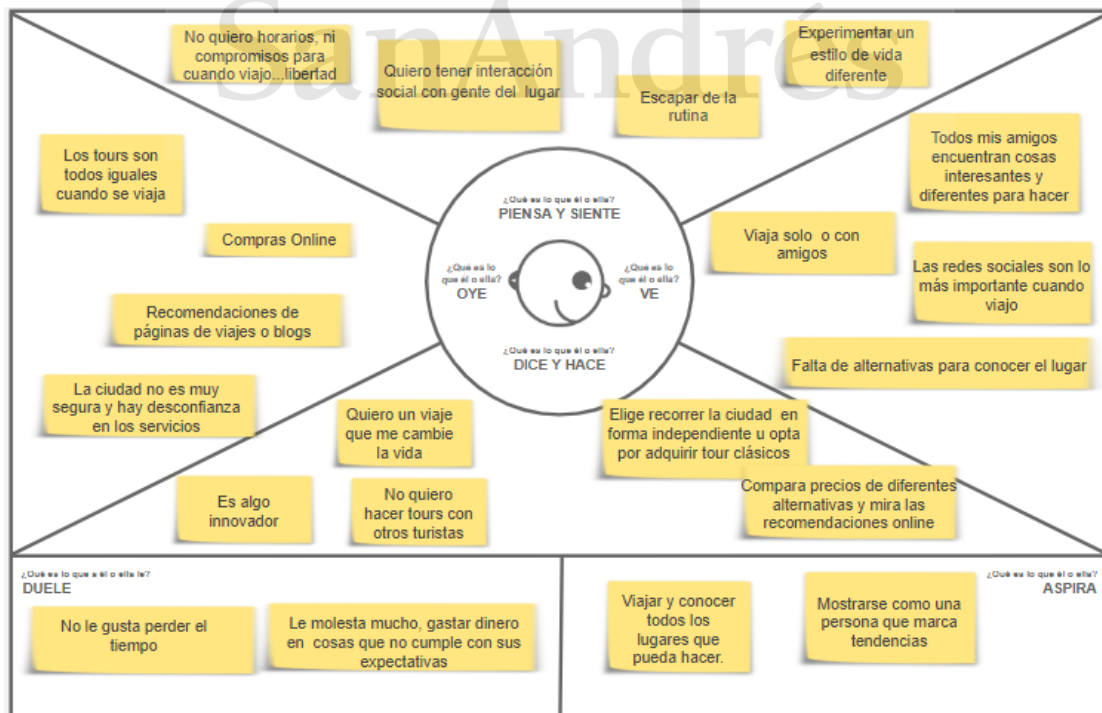 SanAndrés
No quiero horarios, ni
compromisos para
cuando viajo...libertad
Quiero tener interacción
social con gente del lugar
Escapar de la
rutina
Experimentar un
estilo de vida
diferente
Los tours son
todos iguales
cuando se viaja
Compras Online
Recomendaciones de
páginas de viajes o blogs
La ciudad no es muy
segura y hay desconfianza
en los servicios
Todos mis amigos
encuentran cosas
interesantes y
diferentes para hacer
Viaja solo o con
amigos
Las redes sociales son lo
más importante cuando
viajo
Falta de alternativas para conocer el lugar
¿Qué es lo que él o ella?
PIENSA Y SIENTE
¿Qué es lo
que él o ella?
OYE
¿Qué es lo
que él o ella?
VE
¿Qué es lo que él o ella?
DICE Y HACE
Quiero un viaje
que me cambie
la vida
Elige recorrer la ciudad en
forma independiente u opta
por adquirir tour clásicos
Es algo
innovador
No quiero
hacer tours con
otros turistas
Compara precios de diferentes
alternativas y mira las
recomendaciones online
¿Qué es lo que a él o ella le?
DUELE
No le gusta perder el
tiempo
Le molesta mucho, gastar dinero
en cosas que no cumple con sus
expectativas
¿Qué es lo que él o ella?
ASPIRA
Viajar y conocer
todos los
lugares que
pueda hacer.
Mostrarse como una
persona que marca
tendencias